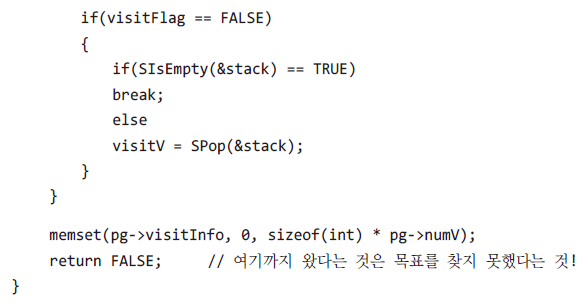 if(visitFlag == FALSE)
{
if(SIsEmpty(&stack) == TRUE)
break;
else
visitV = SPop(&stack);
}
}
memset(pg->visitInfo, 0, sizeof(int) * pg->numV);
return FALSE; // 여기까지 왔다는 것은 목표를 찾지 못했다는 것!
}